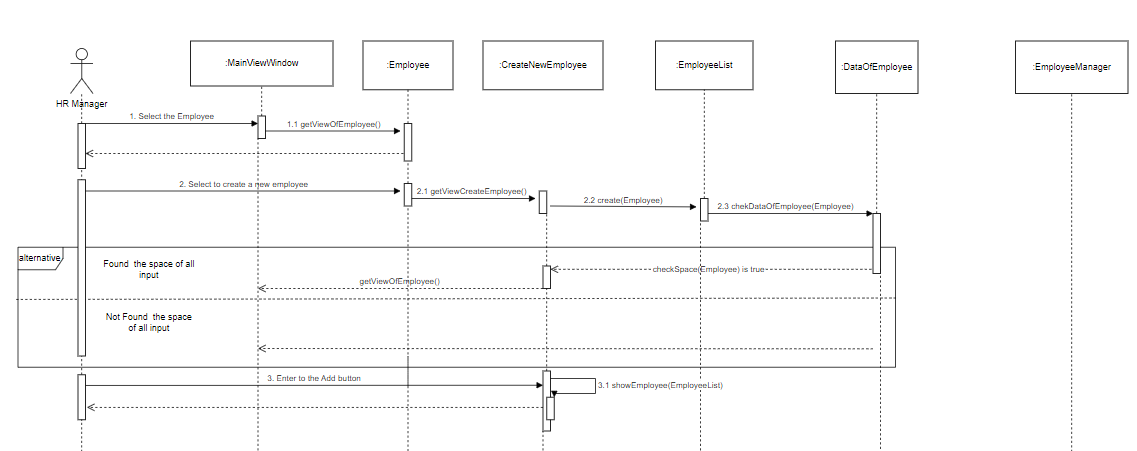 :MainViewWindow
:Employee
:CreateNewEmployee
:EmployeeList
:DataOfEmployee
:EmployeeManager
HR Manager
1. Select the Employee
1.1 getViewOfEmployee()
2. Select to create a new employee
2.1 getViewCreateEmployee()
2.2 create(Employee)
2.3 chekDataOfEmployee(Employee)
alternative
Found the space of all
input
checkSpace(Employee) is true
getViewOfEmployee()
Not Found the space
of all input
3. Enter to the Add button
3.1 showEmployee(EmployeeList)